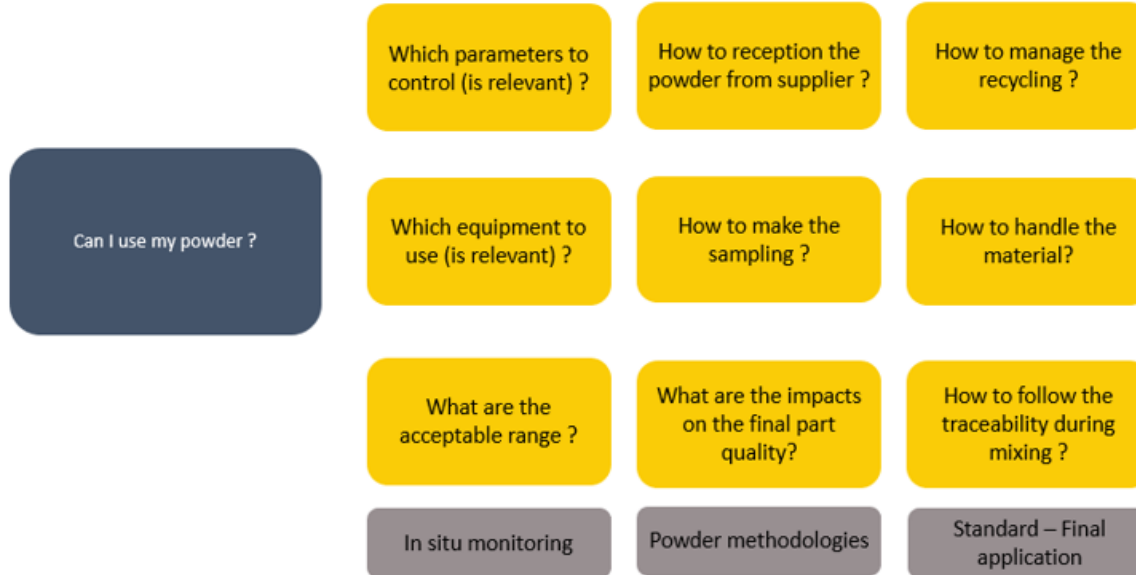 Which parameters to
control (is relevant) ?
How to reception the
powder from supplier ?
How to manage the
recycling ?
Can I use my powder ?
Which equipment to
use (is relevant) ?
How to make the
sampling ?
How to handle the
material?
What are the
acceptable range ?
What are the impacts
on the final part
quality?
How to follow the
traceability during
mixing ?
In situ monitoring
Powder methodologies
Standard – Final
application